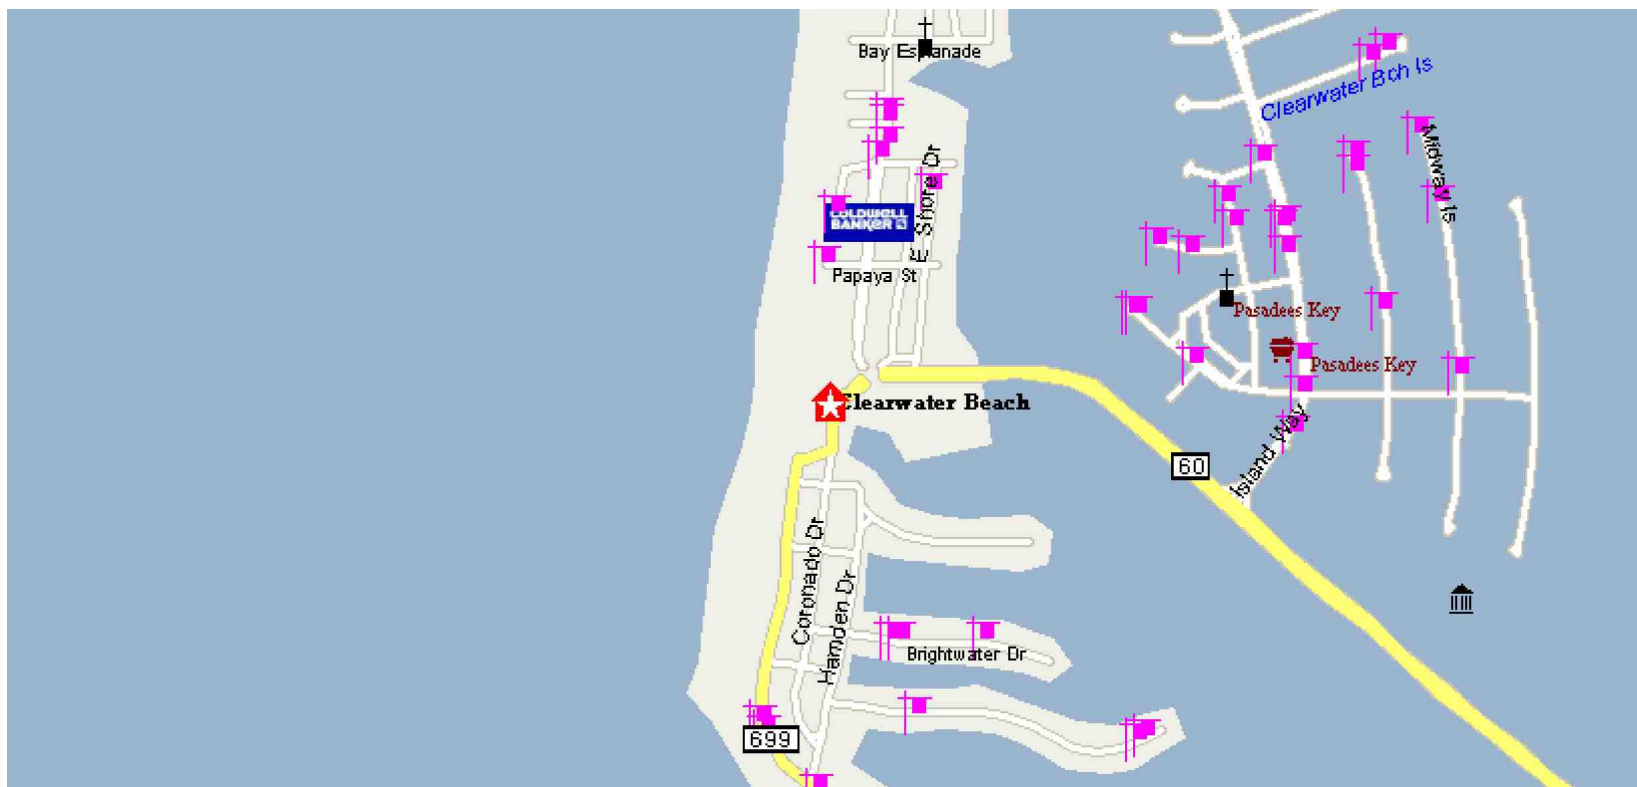 Bay Esplanade
Clearwater Bch Is
Midway Is
E Shore Dr
COLDWELL
BANKER
Papaya St
Pasadees Key
Pasadees Key
Clearwater Beach
60
Island Way
Coronado Dr
Hamden Dr
Brightwater Dr
699